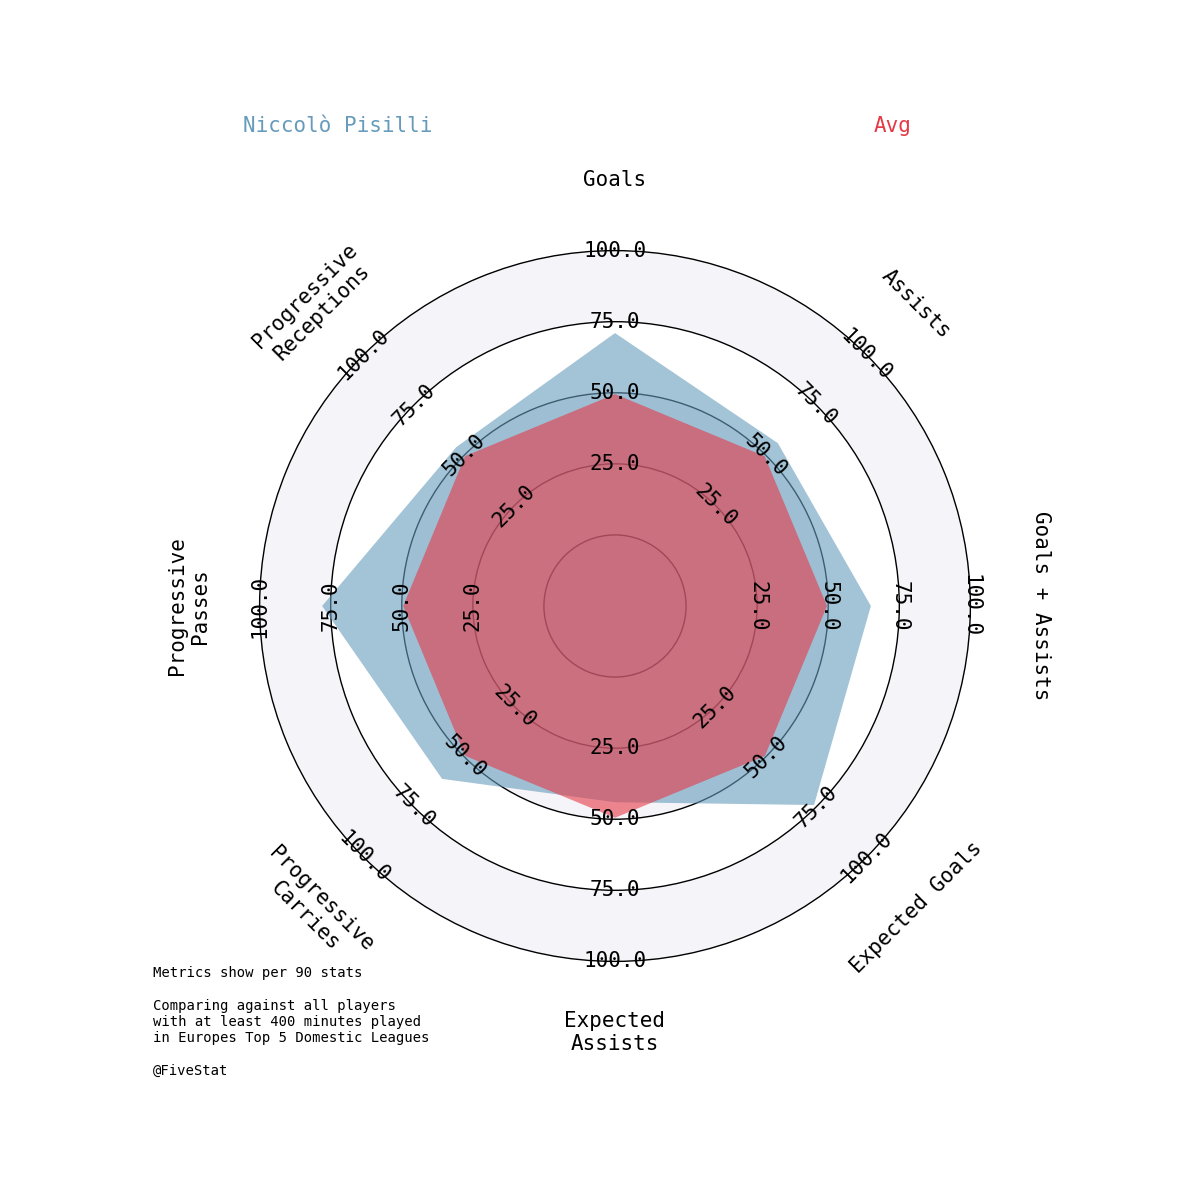 Niccolò Pisilli
Avg
Goals
Assists
Goals + Assists
Expected Goals
Expected
Assists
Progressive
Carries
Progressive
Passes
Progressive
Receptions
25.0
50.0
75.0
100.0
25.0
50.0
75.0
100.0
25.0
50.0
75.0
100.0
25.0
50.0
75.0
100.0
25.0
50.0
75.0
100.0
25.0
50.0
75.0
100.0
25.0
50.0
75.0
100.0
25.0
50.0
75.0
100.0
Metrics show per 90 stats
Comparing against all players
with at least 400 minutes played
in Europes Top 5 Domestic Leagues
@FiveStat